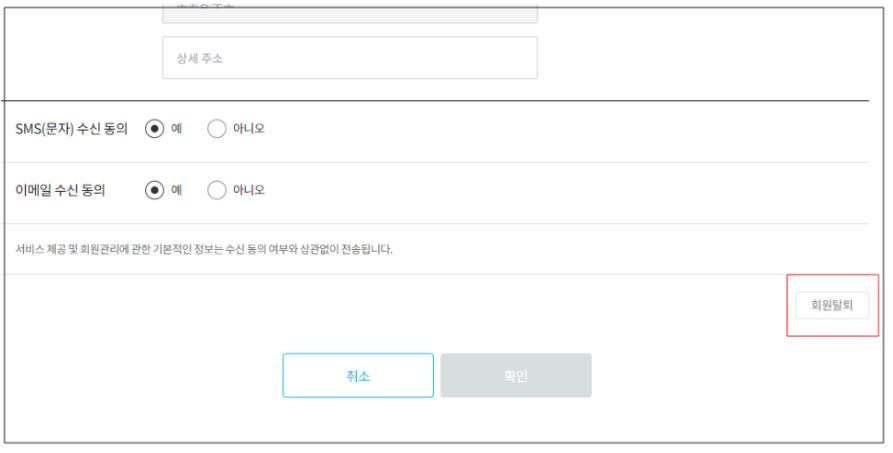 상세 주소
SMS(문자) 수신 동의 예 아니오
이메일 수신 동의 예 아니오
서비스 제공 및 회원관리에 관한 기본적인 정보는 수신 동의 여부와 상관없이 전송됩니다.
회원탈퇴
취소 확인